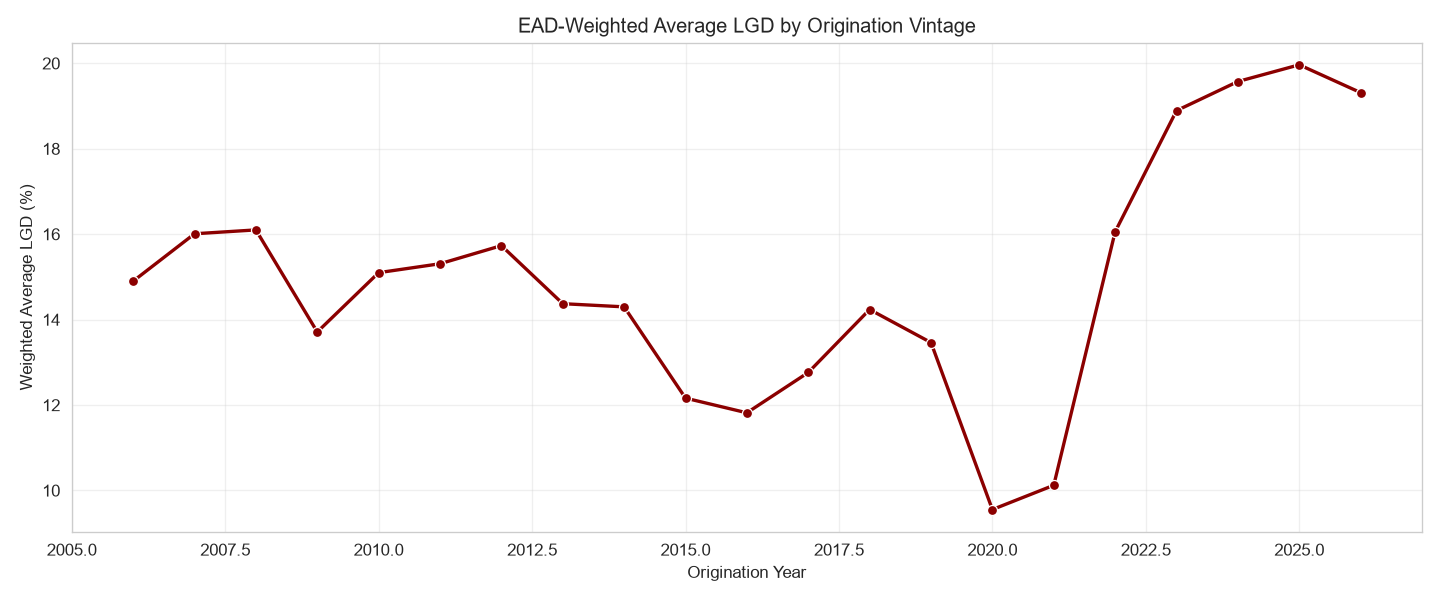 EAD-Weighted Average LGD by Origination Vintage
Weighted Average LGD (%)
20
18
16
14
12
10
2005.0 2007.5 2010.0 2012.5 2015.0 2017.5 2020.0 2022.5 2025.0
Origination Year